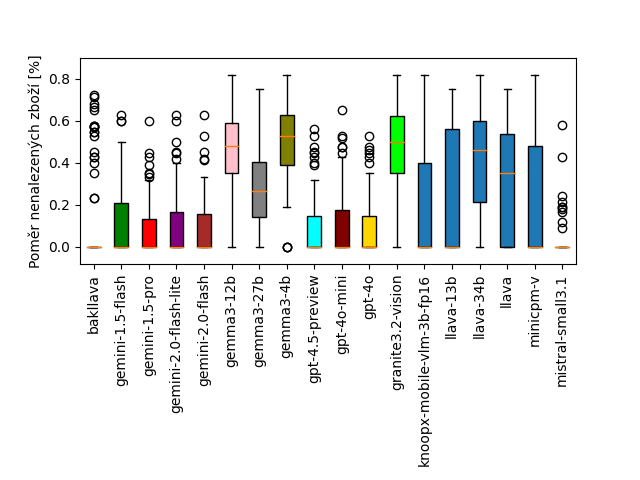 Poměr nenalezených zboží [%]
0.8
0.6
0.4
0.2
0.0
bakllava
gemini-1.5-flash
gemini-1.5-pro
gemini-2.0-flash-lite
gemini-2.0-flash
gemma3-12b
gemma3-27b
gemma3-4b
gpt-4.5-preview
gpt-4o-mini
gpt-4o
granite3.2-vision
knoopx-mobile-vlm-3b-fp16
llava-13b
llava-34b
llava
minicpm-v
mistral-small3.1